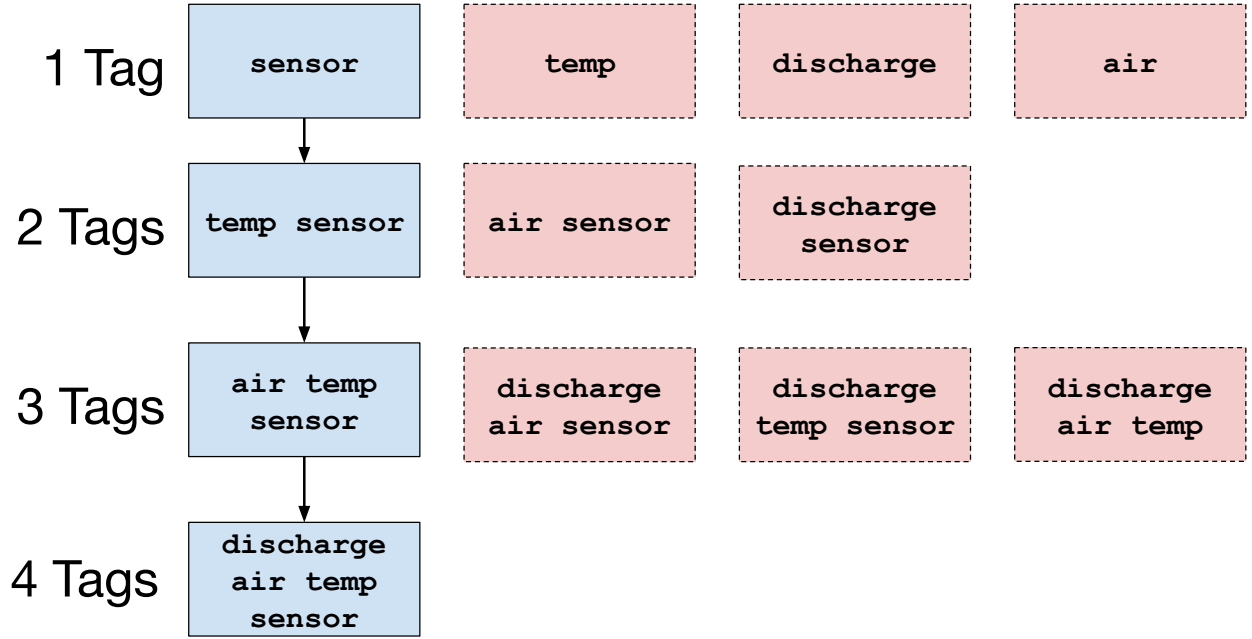 1 Tag
sensor
temp
discharge
air
2 Tags
temp sensor
air sensor
discharge
sensor
3 Tags
air temp
sensor
discharge
air sensor
discharge
temp sensor
discharge
air temp
4 Tags
discharge
air temp
sensor